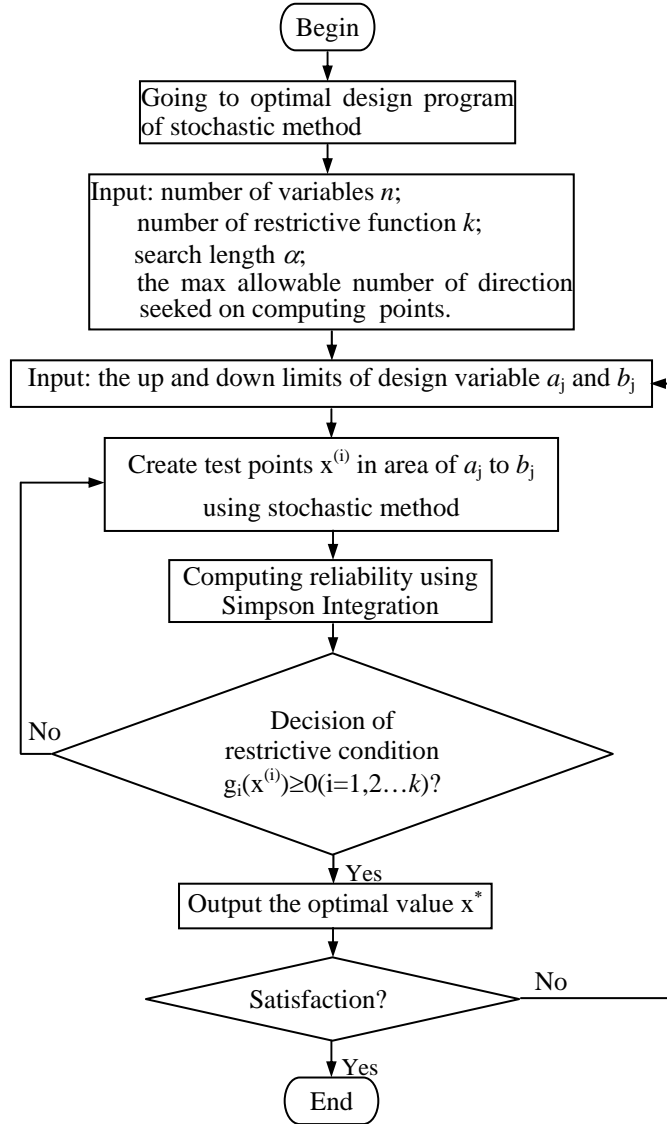 Begin
Going to optimal design program
of stochastic method
Input: number of variables n;
number of restrictive function k;
search length α;
the max allowable number of direction
seeked on computing points.
Input: the up and down limits of design variable aj and bj
Create test points x(i) in area of aj to bj
using stochastic method
Computing reliability using
Simpson Integration
No
Decision of
restrictive condition
gi(x(i))≥0(i=1,2…k)?
Yes
Output the optimal value x*
No
Satisfaction?
Yes
End